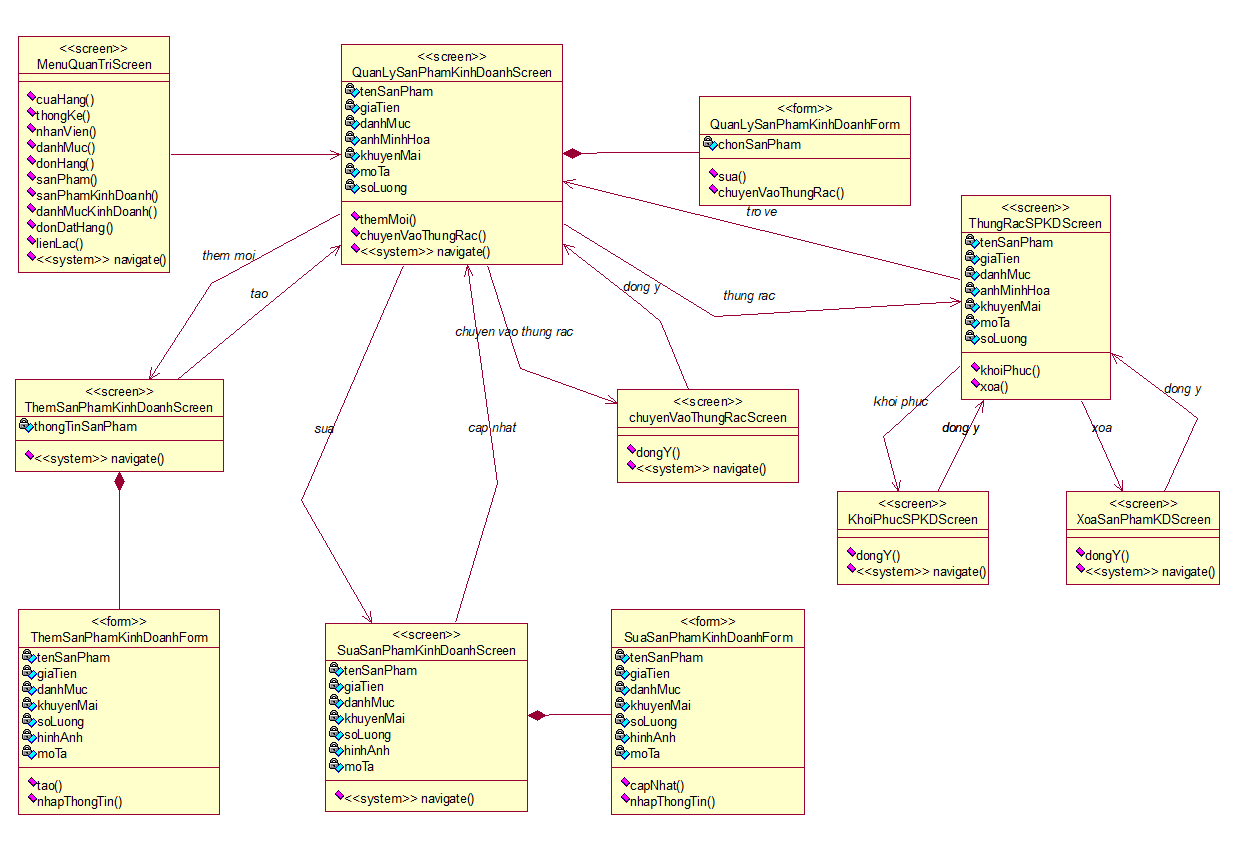 <<screen>>
MenuQuanTriScreen
cuaHang()
thongKe()
nhanVien()
danhMuc()
donHang()
sanPham()
sanPhamKinhDoanh()
danhMucKinhDoanh()
donDatHang()
lienLac()
<<system>> navigate()
<<screen>>
QuanLySanPhamKinhDoanhScreen
tenSanPham
giaTien
danhMuc
anhMinhHoa
khuyenMai
moTa
soLuong
themMoi()
chuyenVaoThungRac()
<<system>> navigate()
<<form>>
QuanLySanPhamKinhDoanhForm
chonSanPham
sua()
chuyenVaoThungRac()
tro ve
<<screen>>
ThungRacSPKDScreen
tenSanPham
giaTien
danhMuc
anhMinhHoa
khuyenMai
moTa
soLuong
khoiPhuc()
xoa()
them moi
tao
dong y
thung rac
chuyen vao thung rac
<<screen>>
ThemSanPhamKinhDoanhScreen
thongTinSanPham
<<system>> navigate()
sua
cap nhat
<<screen>>
chuyenVaoThungRacScreen
dongY()
<<system>> navigate()
khoi phuc
dong y
xoa
dong y
<<screen>>
KhoiPhucSPKDScreen
dongY()
<<system>> navigate()
<<screen>>
XoaSanPhamKDScreen
dongY()
<<system>> navigate()
<<form>>
ThemSanPhamKinhDoanhForm
tenSanPham
giaTien
danhMuc
khuyenMai
soLuong
hinhAnh
moTa
tao()
nhapThongTin()
<<screen>>
SuaSanPhamKinhDoanhScreen
tenSanPham
giaTien
danhMuc
khuyenMai
soLuong
hinhAnh
moTa
<<system>> navigate()
<<form>>
SuaSanPhamKinhDoanhForm
tenSanPham
giaTien
danhMuc
khuyenMai
soLuong
hinhAnh
moTa
capNhat()
nhapThongTin()